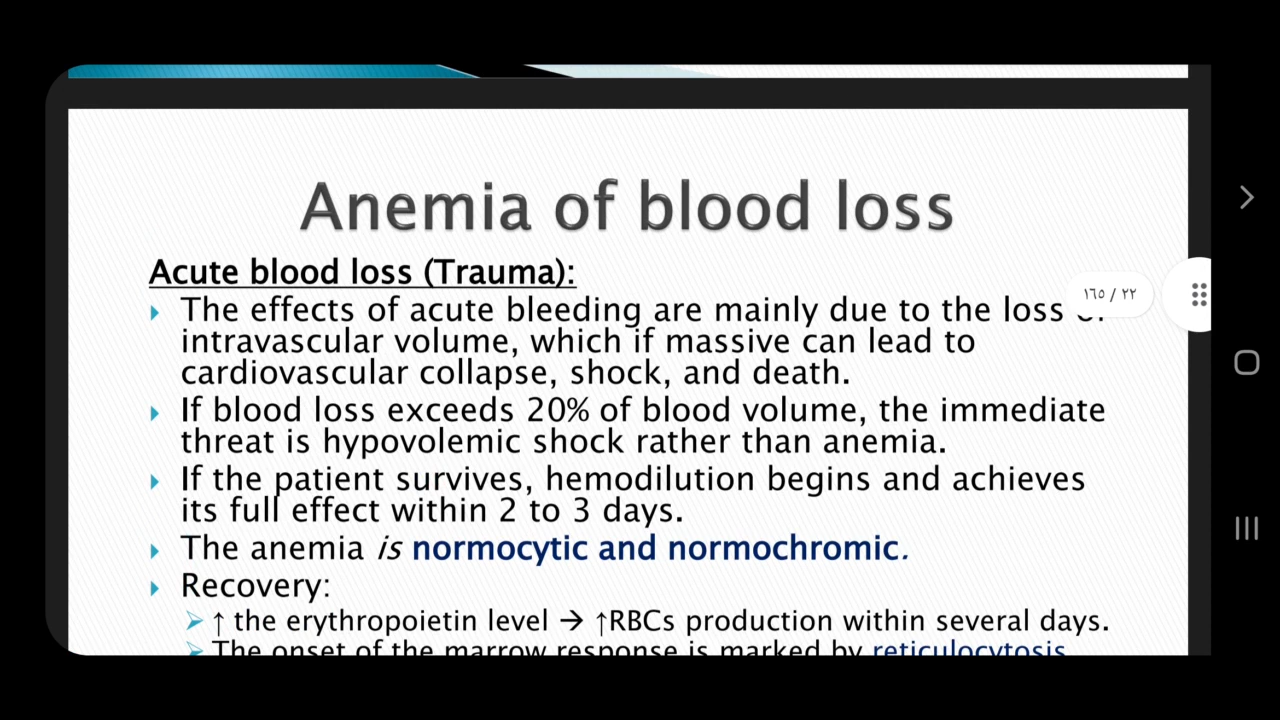 Anemia of blood loss
Acute blood loss (Trauma):
The effects of acute bleeding are mainly due to the loss of
١٦٥ / ٢٢
intravascular volume, which if massive can lead to
cardiovascular collapse, shock, and death.
If blood loss exceeds 20% of blood volume, the immediate
threat is hypovolemic shock rather than anemia.
If the patient survives, hemodilution begins and achieves
its full effect within 2 to 3 days.
The anemia is normocytic and normochromic.
Recovery:
↑ the erythropoietin level → ↑RBCs production within several days.
The onset of the marrow response is marked by reticulocytosis